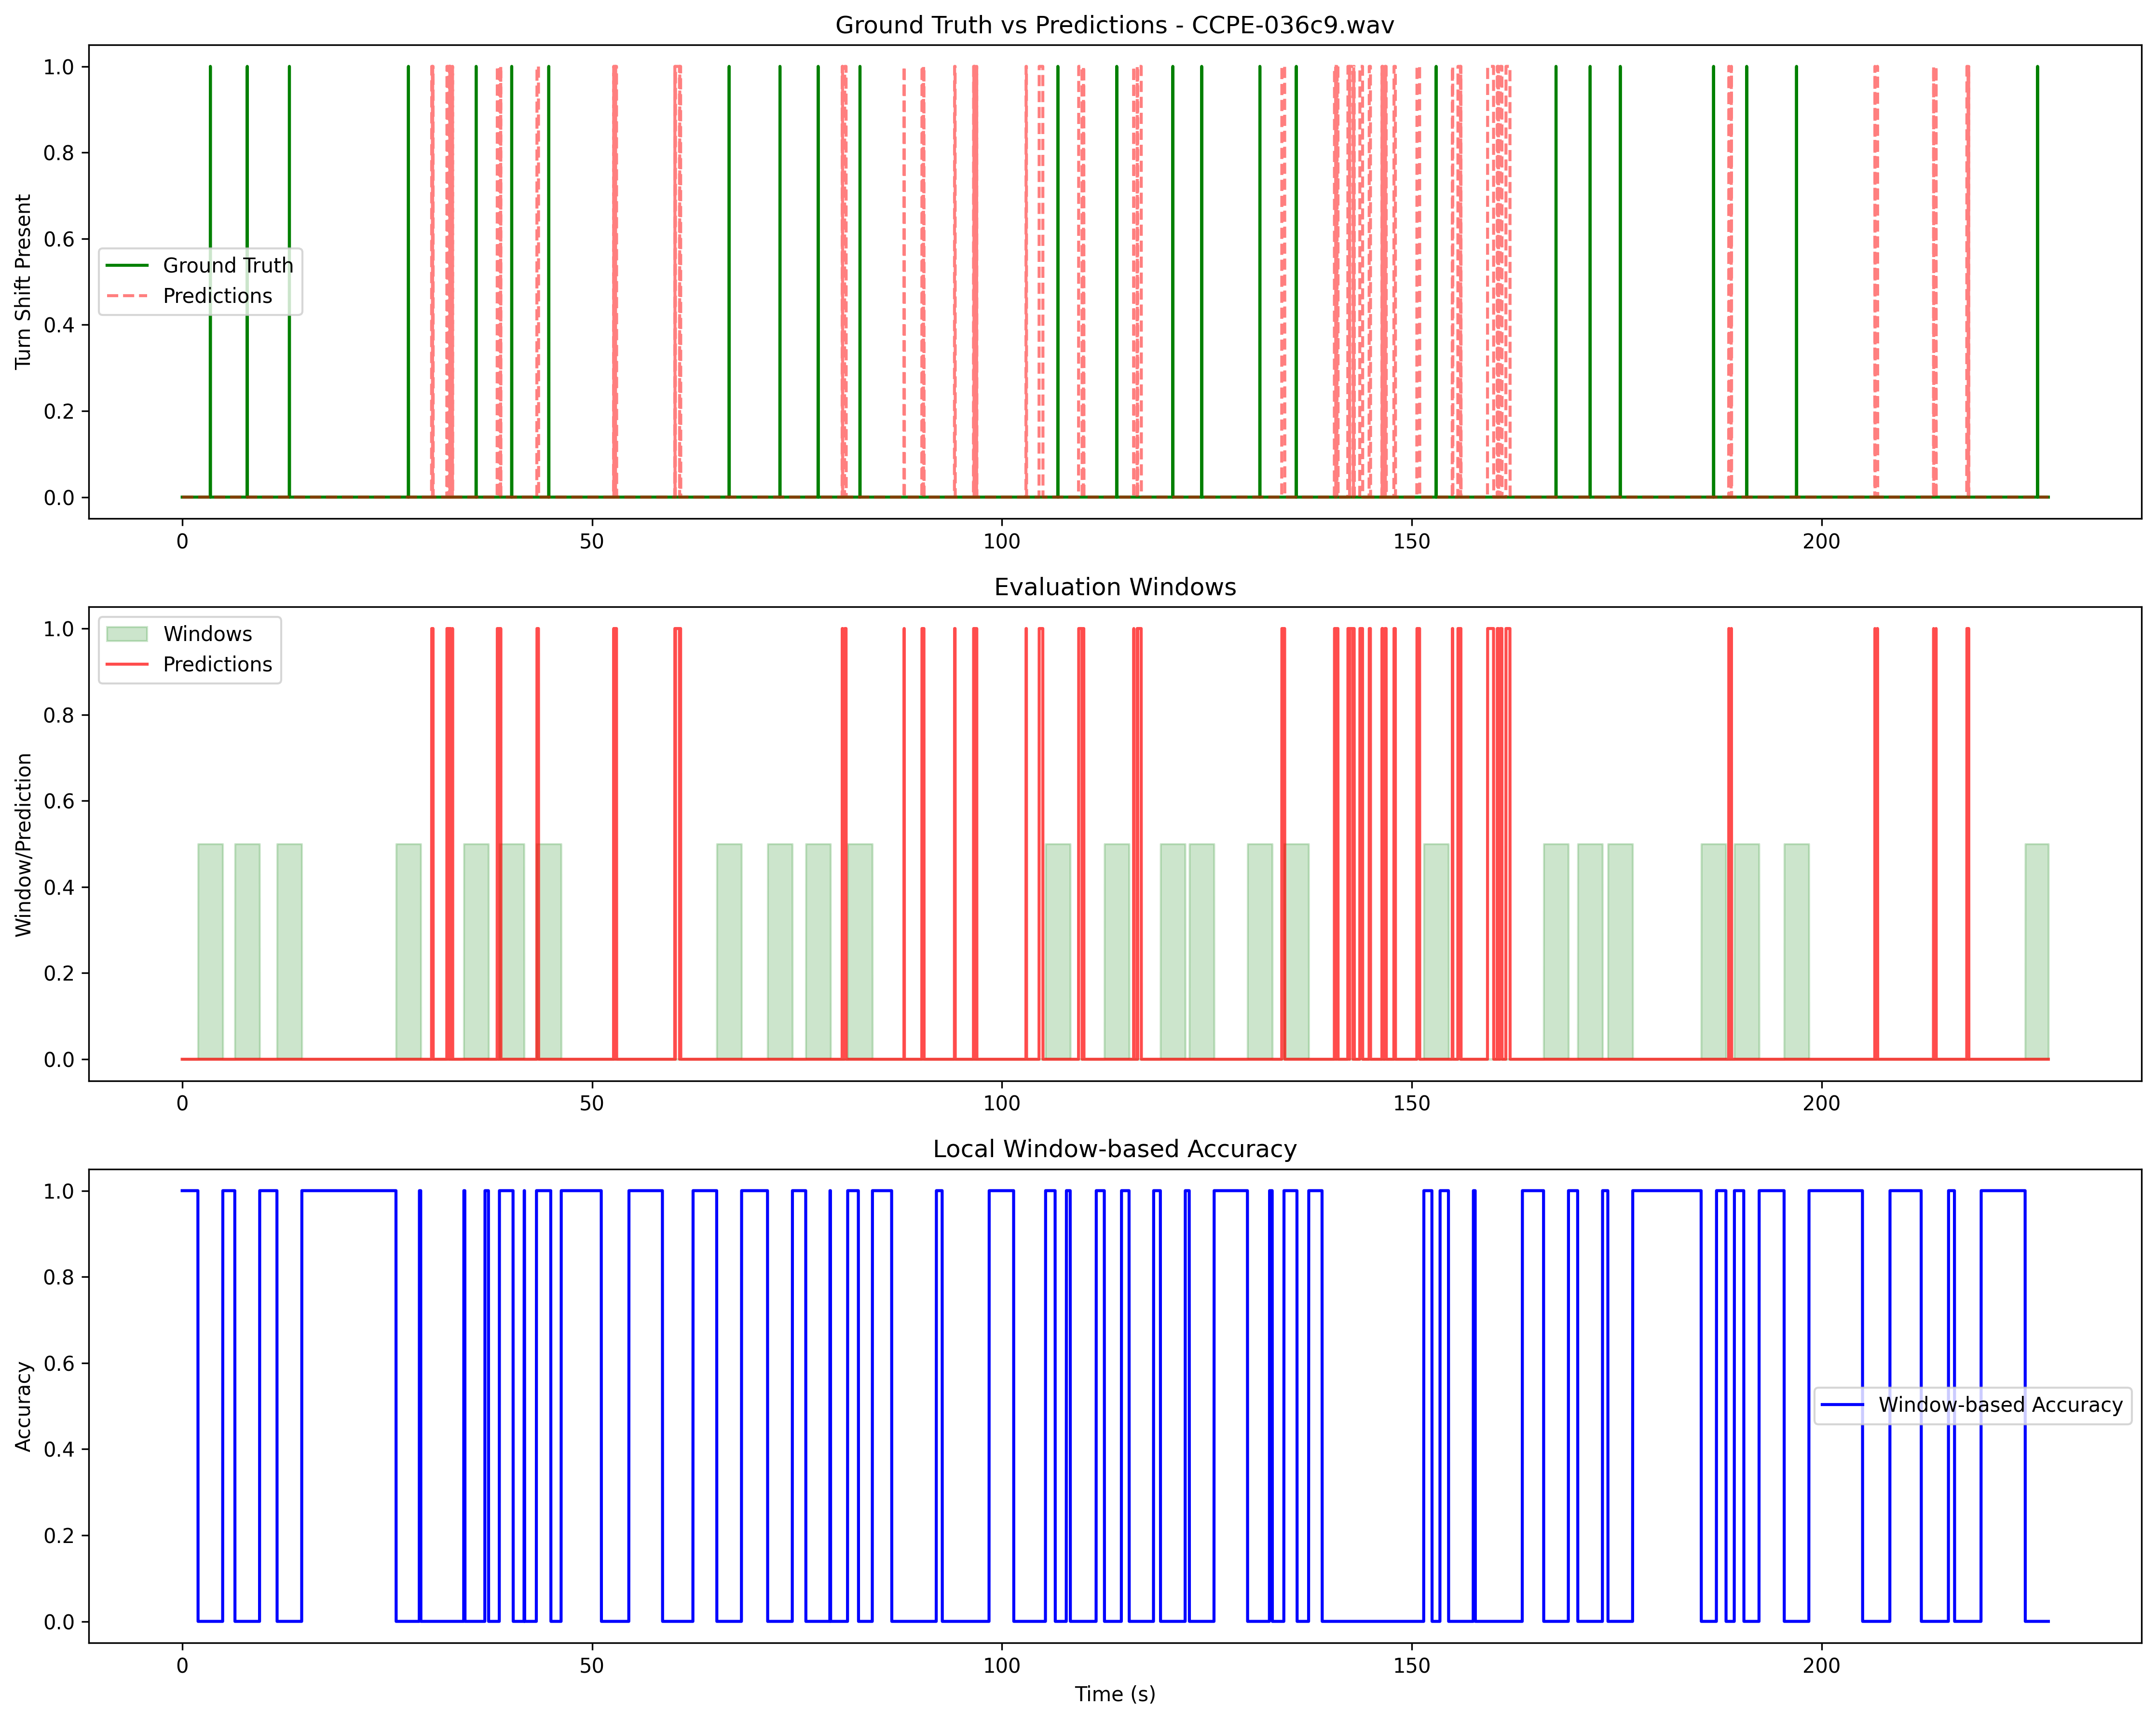 Ground Truth vs Predictions - CCPE-036c9.wav
Turn Shift Present
1.0
0.8
0.6
0.4
0.2
0.0
Ground Truth
Predictions
0 50 100 150 200
Evaluation Windows
Window/Prediction
1.0
0.8
0.6
0.4
0.2
0.0
Windows
Predictions
0 50 100 150 200
Local Window-based Accuracy
Accuracy
1.0
0.8
0.6
0.4
0.2
0.0
Window-based Accuracy
0 50 100 150 200
Time (s)